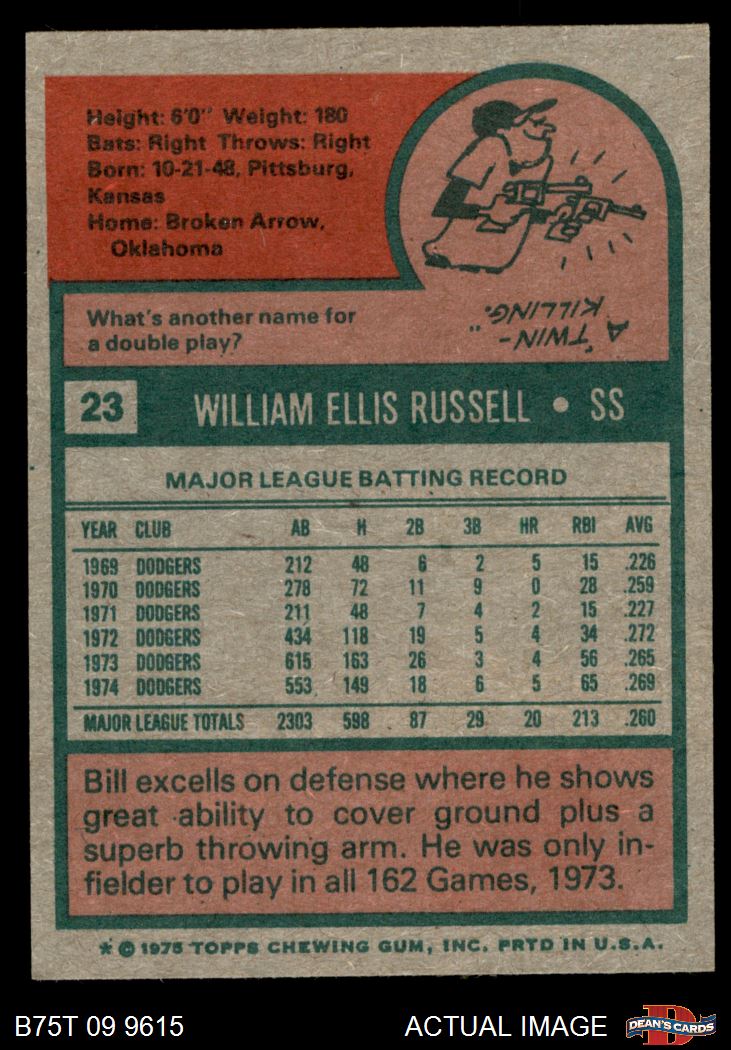 Height: 6'0" Weight: 180
Bats: Right Throws: Right
Born: 10-21-48, Pittsburg,
Kansas
Home: Broken Arrow,
Oklahoma
What's another name for
a double play?
A "TWIN-
KILLING."
23 WILLIAM ELLIS RUSSELL • SS
MAJOR LEAGUE BATTING RECORD
YEAR CLUB AB H 2B 3B HR RBI AVG
1969 DODGERS 212 48 6 2 5 15 .226
1970 DODGERS 278 72 11 9 0 28 .259
1971 DODGERS 211 48 7 4 2 15 .227
1972 DODGERS 434 118 19 5 4 34 .272
1973 DODGERS 615 163 26 3 4 56 .265
1974 DODGERS 553 149 18 6 5 65 .269
MAJOR LEAGUE TOTALS 2303 598 87 29 20 213 .260
Bill excells on defense where he shows
great ability to cover ground plus a
superb throwing arm. He was only in-
fielder to play in all 162 Games, 1973.
* © 1975 TOPPS CHEWING GUM, INC. PRTD IN U.S.A.
B75T 09 9615 ACTUAL IMAGE D DEAN'S CARDS